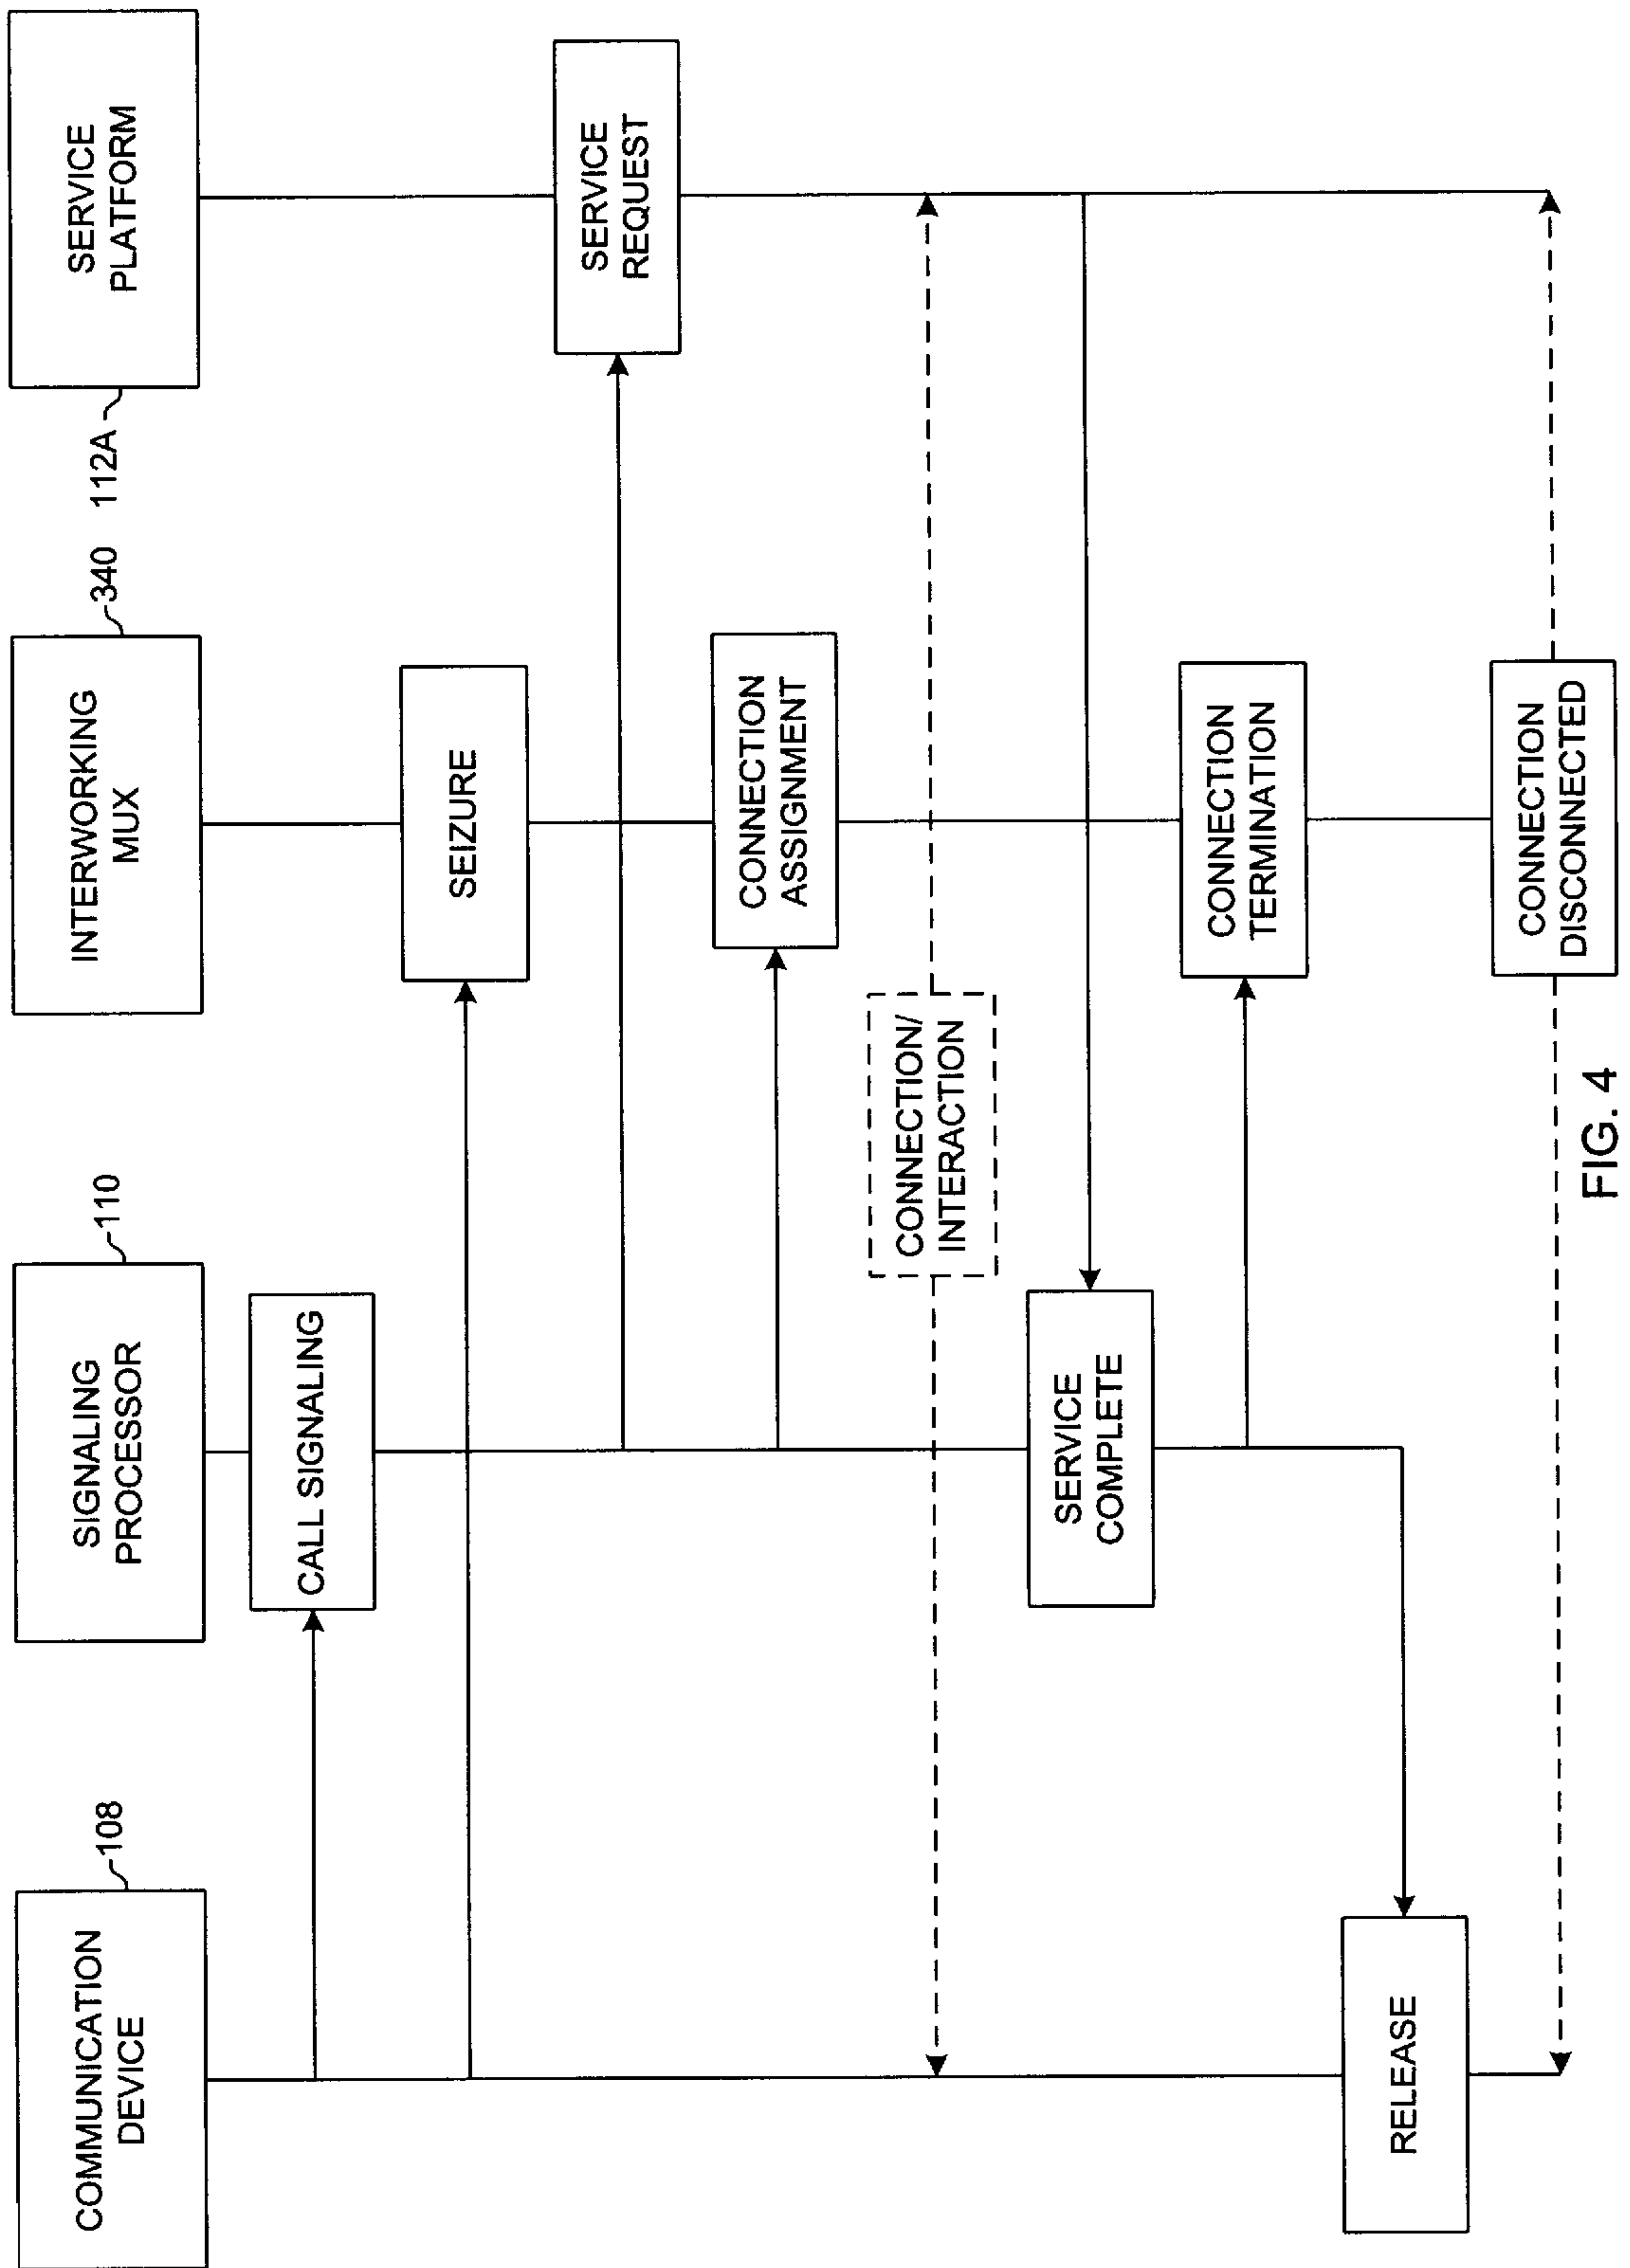 COMMUNICATION
DEVICE
108
SIGNALING
PROCESSOR
110
INTERWORKING
MUX
340
SERVICE
PLATFORM
112A
CALL SIGNALING
SEIZURE
SERVICE
REQUEST
CONNECTION
ASSIGNMENT
CONNECTION/
INTERACTION
SERVICE
COMPLETE
CONNECTION
TERMINATION
RELEASE
CONNECTION
DISCONNECTED
FIG. 4